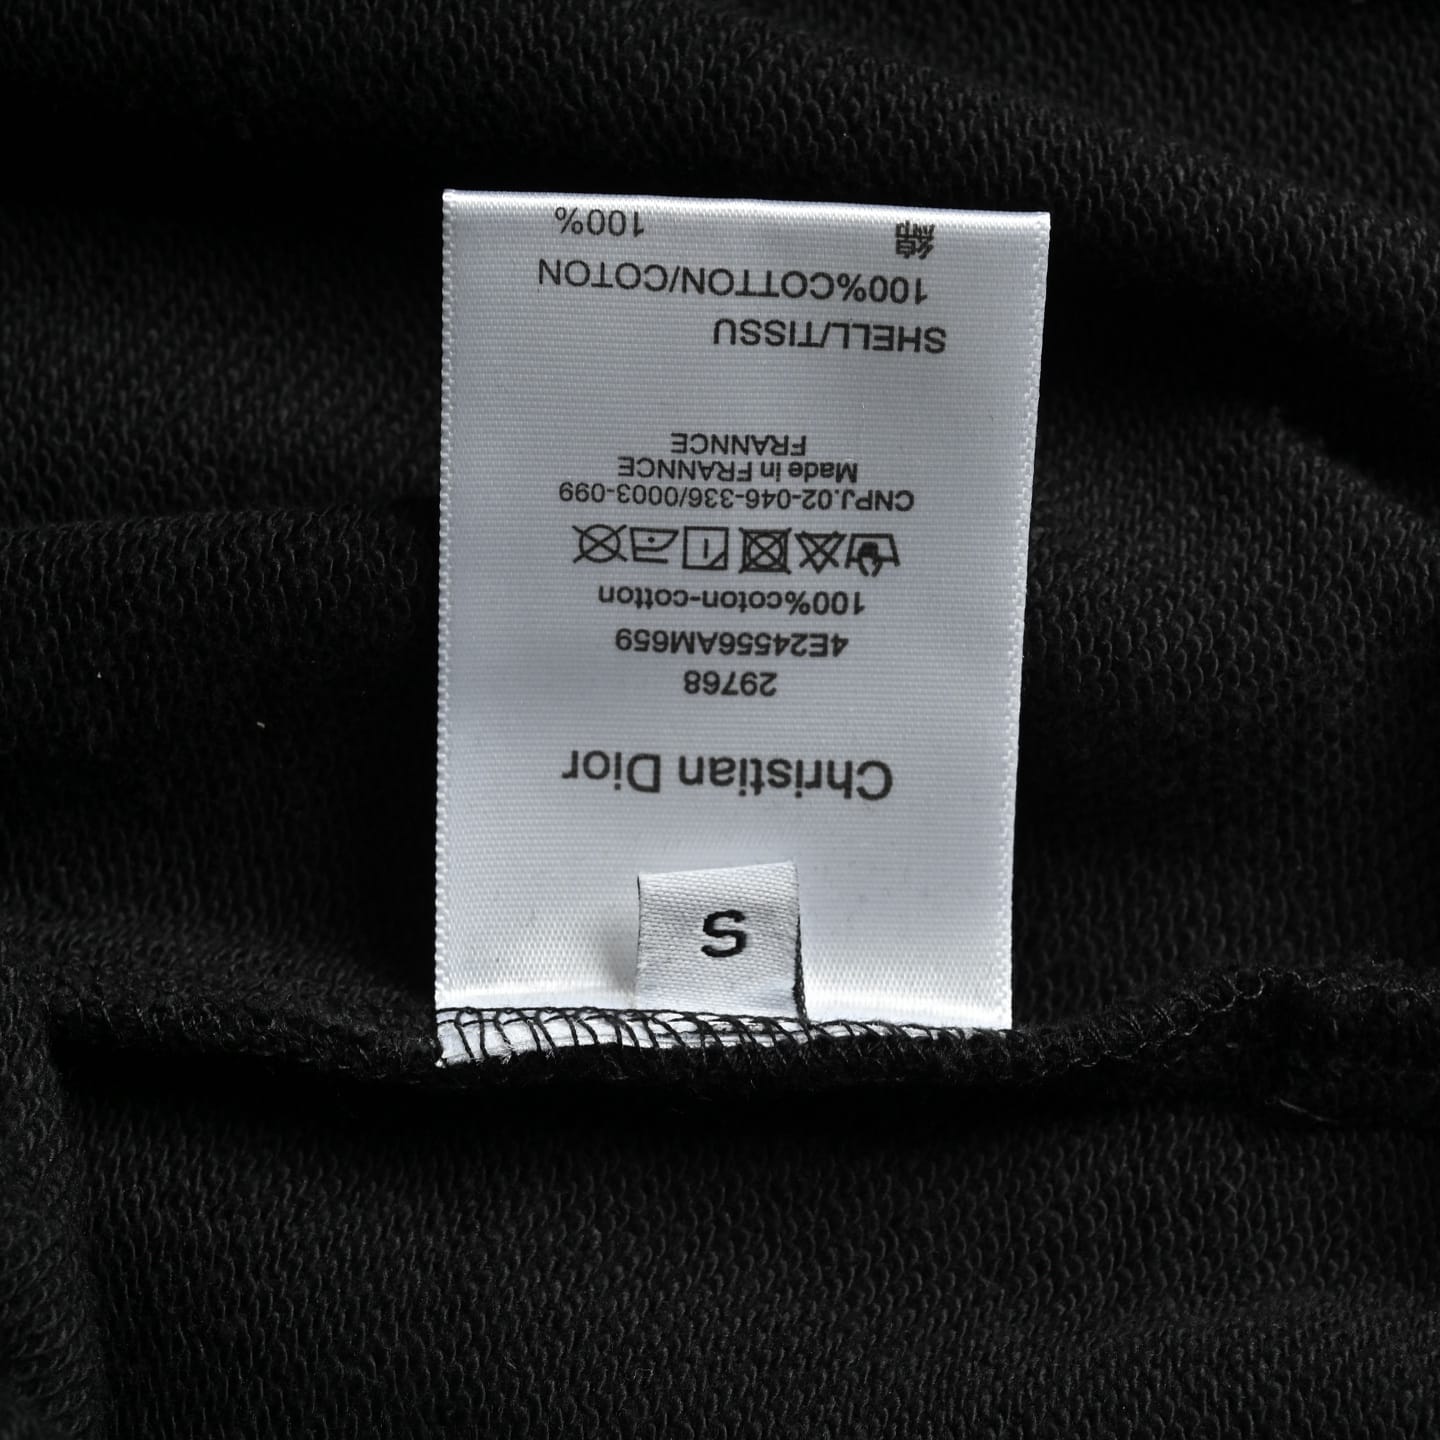 S
Christian Dior
29768
4E24556AM659
100%coton-cotton
CNPJ.02-046-336/0003-099
Made in FRANNCE
FRANNCE
SHELL/TISSU
100%COTTON/COTON
綿 100%